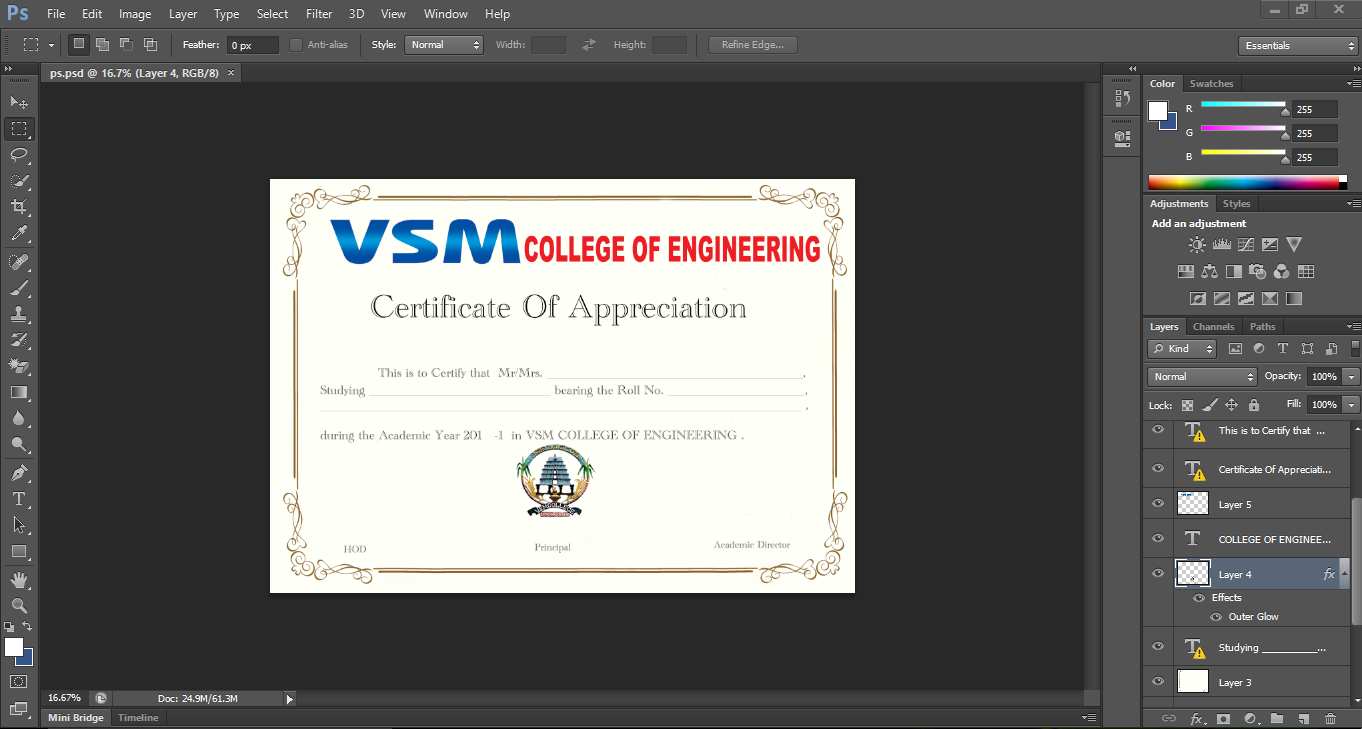 Ps File Edit Image Layer Type Select Filter 3D View Window Help
Feather: 0 px Anti-alias Style: Normal Width: Height: Refine Edge... Essentials
ps.psd @ 16.7% (Layer 4, RGB/8) ×
VSM COLLEGE OF ENGINEERING
Certificate Of Appreciation
This is to Certify that Mr/Mrs. ______________________________.
Studying ____________________ bearing the Roll No. ________________.
____________________________________________________________ .
during the Academic Year 201 -1 in VSM COLLEGE OF ENGINEERING .
HOD Principal Academic Director
16.67% Doc: 24.9M/61.3M
Mini Bridge Timeline
Color Swatches
R 255
G 255
B 255
Adjustments Styles
Add an adjustment
Layers Channels Paths
Kind
Normal Opacity: 100%
Lock: Fill: 100%
This is to Certify that ...
Certificate Of Appreciati...
Layer 5
COLLEGE OF ENGINEE...
Layer 4 fx
Effects
Outer Glow
Studying __________...
Layer 3
fx